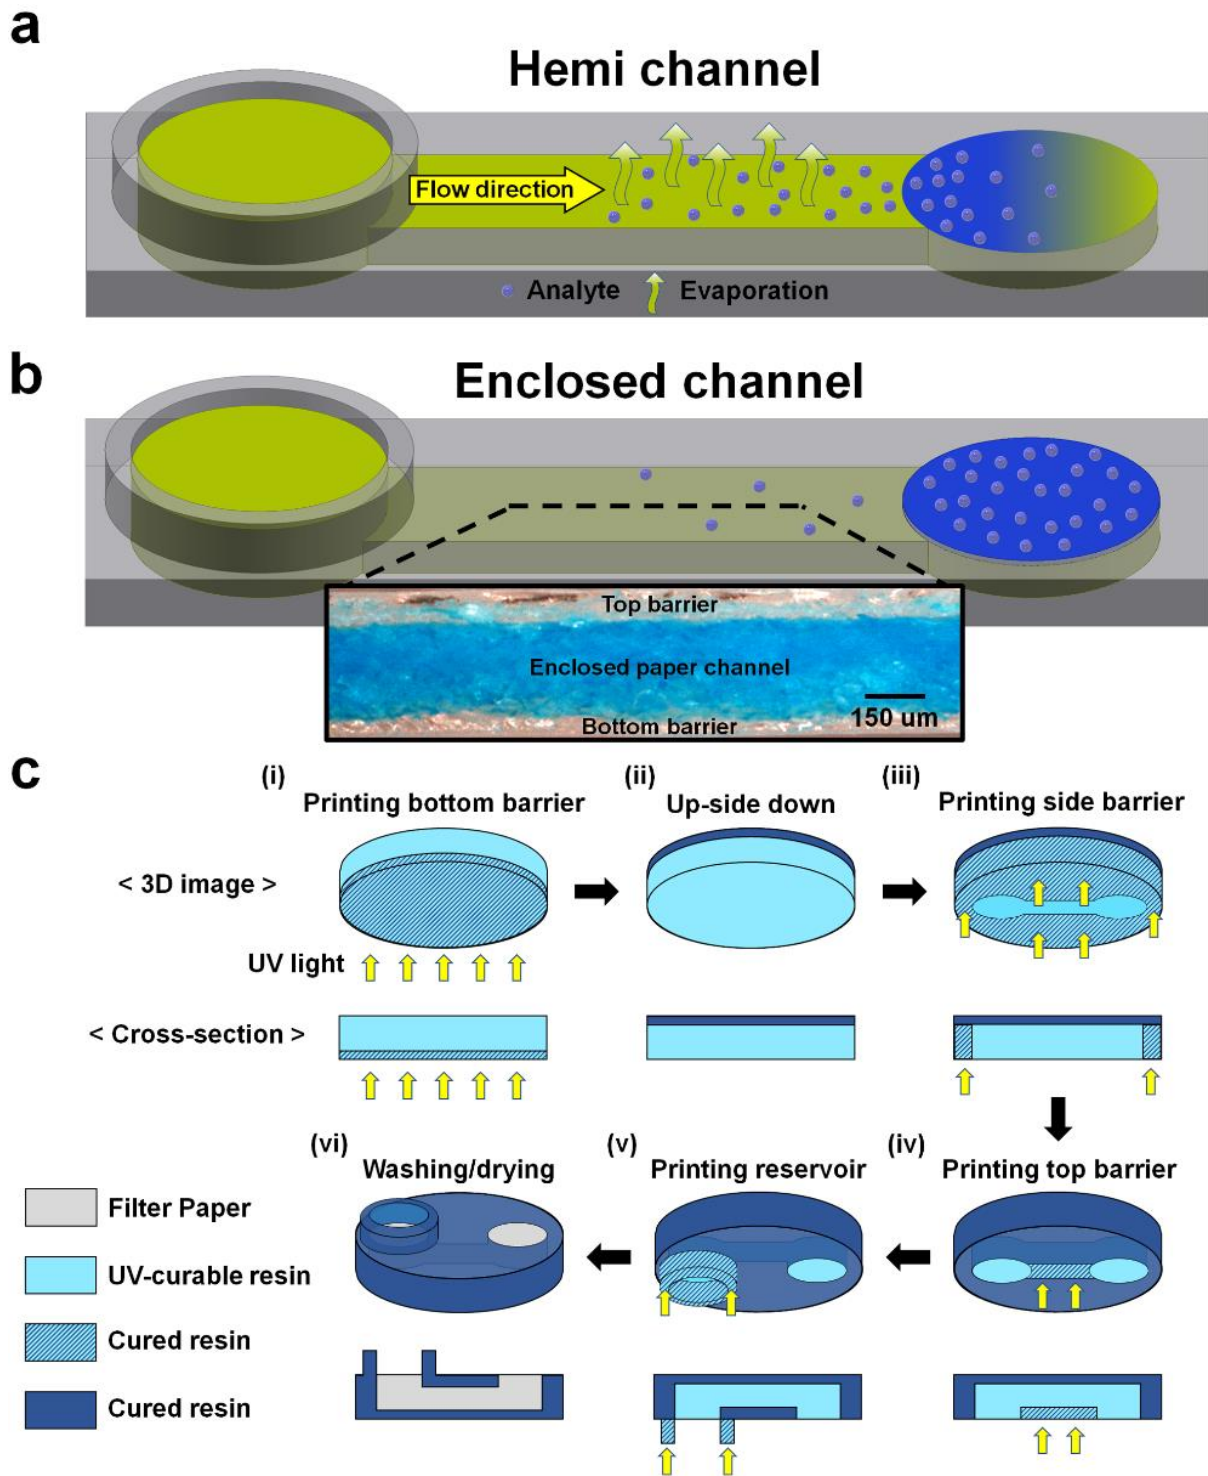 a
Hemi channel
Flow direction
Analyte
Evaporation
b
Enclosed channel
Top barrier
Enclosed paper channel
Bottom barrier
150 um
c
(i)
Printing bottom barrier
(ii)
Up-side down
(iii)
Printing side barrier
< 3D image >
UV light
< Cross-section >
(vi)
Washing/drying
(v)
Printing reservoir
(iv)
Printing top barrier
Filter Paper
UV-curable resin
Cured resin
Cured resin